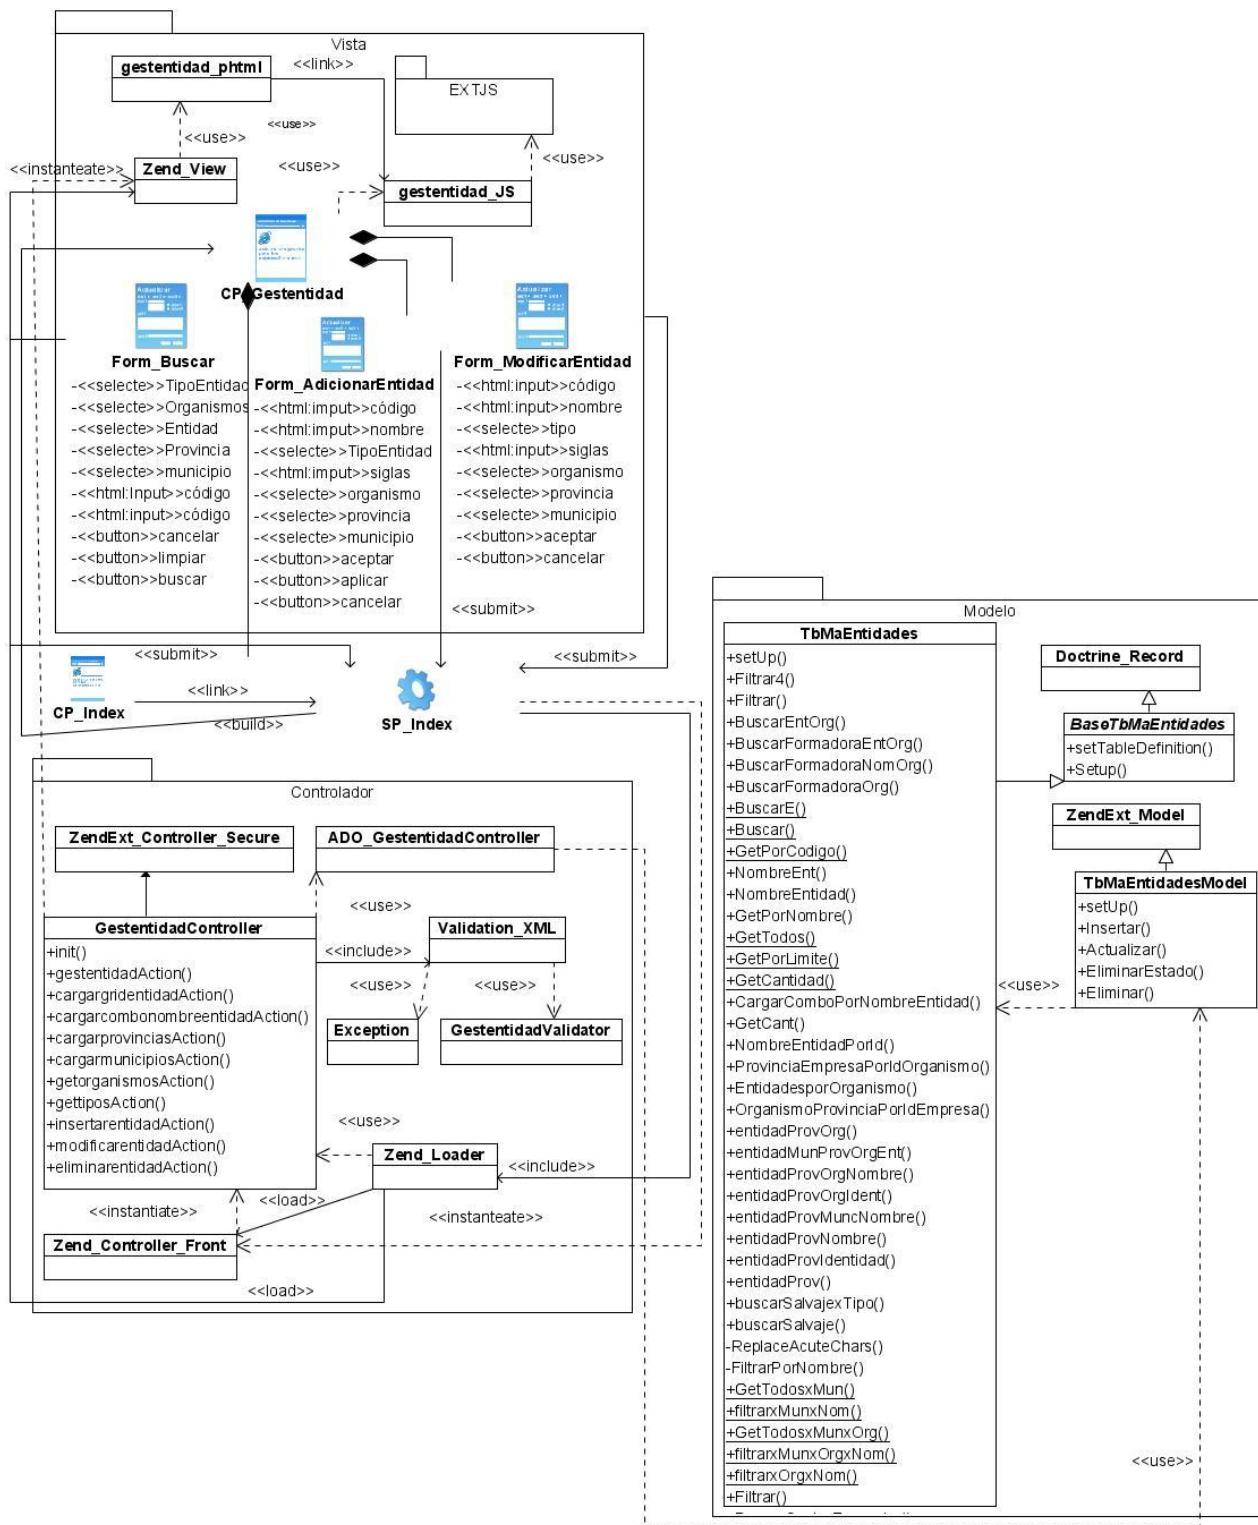 Vista
gestentidad_phtml
<<link>>
EXTJS
<<use>>
<<use>>
<<use>>
<<use>>
<<instanteate>>
Zend_View
gestentidad_JS
CP_Gestentidad
Form_Buscar
-<<selecte>>TipoEntidad
-<<selecte>>Organismos
-<<selecte>>Entidad
-<<selecte>>Provincia
-<<selecte>>municipio
-<<html:Input>>código
-<<html:input>>código
-<<button>>cancelar
-<<button>>limpiar
-<<button>>buscar
Form_AdicionarEntidad
-<<html:imput>>código
-<<html:imput>>nombre
-<<selecte>>TipoEntidad
-<<html:imput>>siglas
-<<selecte>>organismo
-<<selecte>>provincia
-<<selecte>>municipio
-<<button>>aceptar
-<<button>>aplicar
-<<button>>cancelar
Form_ModificarEntidad
-<<html:input>>código
-<<html:input>>nombre
-<<selecte>>tipo
-<<html:input>>siglas
-<<selecte>>organismo
-<<selecte>>provincia
-<<selecte>>municipio
-<<button>>aceptar
-<<button>>cancelar
<<submit>>
<<submit>>
<<submit>>
<<link>>
CP_Index
<<build>>
SP_Index
Controlador
ZendExt_Controller_Secure
ADO_GestentidadController
<<use>>
GestentidadController
+init()
+gestentidadAction()
+cargargridentidadAction()
+cargarcombonombreentidadAction()
+cargarprovinciasAction()
+cargarmunicipiosAction()
+getorganismosAction()
+gettiposAction()
+insertarentidadAction()
+modificarentidadAction()
+eliminarentidadAction()
<<include>>
Validation_XML
<<use>>
<<use>>
Exception
GestentidadValidator
<<use>>
Zend_Loader
<<include>>
<<load>>
<<instantiate>>
<<instanteate>>
Zend_Controller_Front
<<load>>
Modelo
TbMaEntidades
+setUp()
+Filtrar4()
+Filtrar()
+BuscarEntOrg()
+BuscarFormadoraEntOrg()
+BuscarFormadoraNomOrg()
+BuscarFormadoraOrg()
+BuscarE()
+Buscar()
+GetPorCodigo()
+NombreEnt()
+NombreEntidad()
+GetPorNombre()
+GetTodos()
+GetPorLimite()
+GetCantidad()
+CargarComboPorNombreEntidad()
+GetCant()
+NombreEntidadPorId()
+ProvinciaEmpresaPorIdOrganismo()
+EntidadesporOrganismo()
+OrganismoProvinciaPorIdEmpresa()
+entidadProvOrg()
+entidadMunProvOrgEnt()
+entidadProvOrgNombre()
+entidadProvOrgIdent()
+entidadProvMuncNombre()
+entidadProvNombre()
+entidadProvIdentidad()
+entidadProv()
+buscarSalvajexTipo()
+buscarSalvaje()
-ReplaceAcuteChars()
-FiltrarPorNombre()
+GetTodosxMun()
+filtrarxMunxNom()
+GetTodosxMunxOrg()
+filtrarxMunxOrgxNom()
+filtrarxOrgxNom()
+Filtrar()
Doctrine_Record
BaseTbMaEntidades
+setTableDefinition()
+Setup()
ZendExt_Model
TbMaEntidadesModel
+setUp()
+Insertar()
+Actualizar()
+EliminarEstado()
+Eliminar()
<<use>>
<<use>>